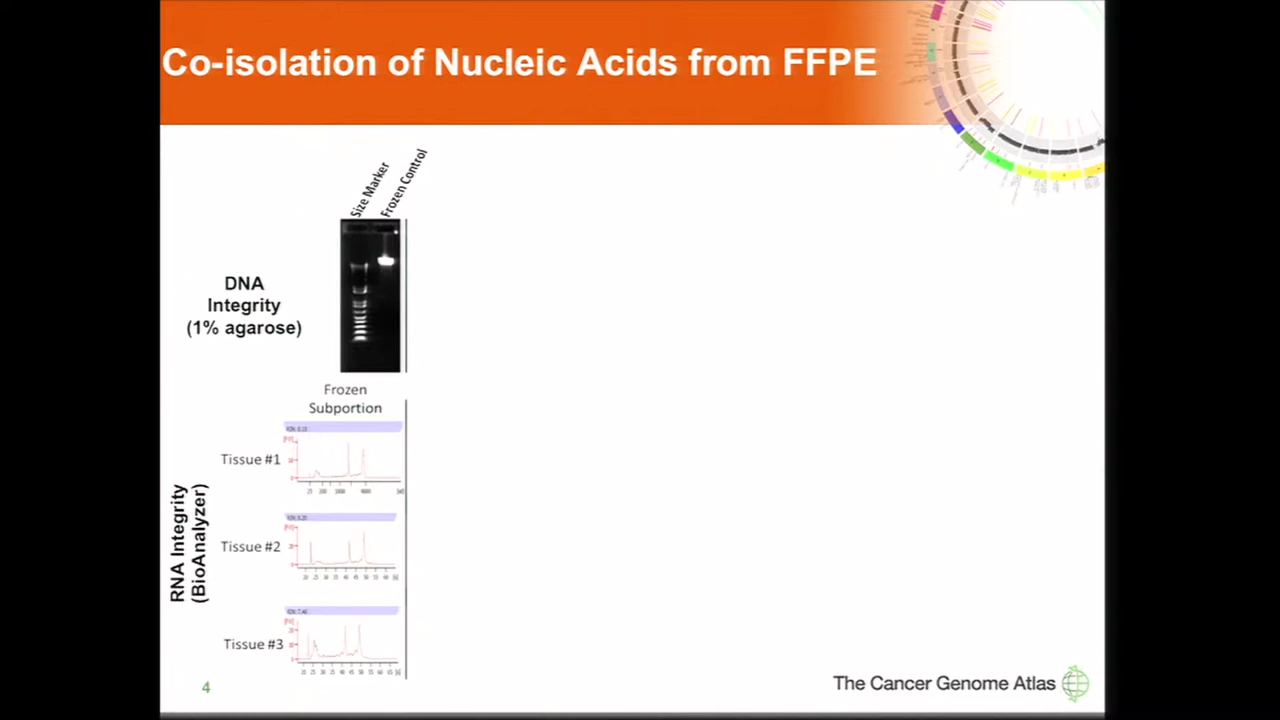 Co-isolation of Nucleic Acids from FFPE
Size Marker
Frozen Control
DNA
Integrity
(1% agarose)
Frozen
Subportion
Tissue #1
Tissue #2
Tissue #3
RNA Integrity
(BioAnalyzer)
4
The Cancer Genome Atlas